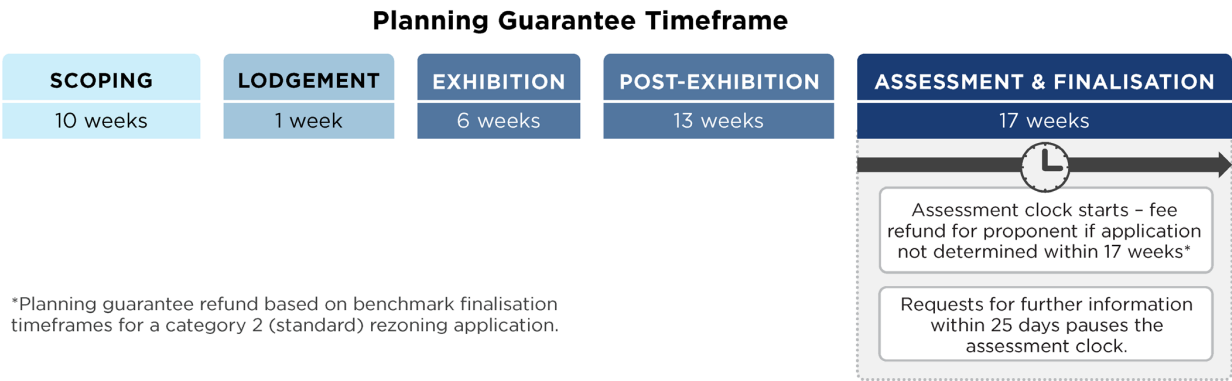 Planning Guarantee Timeframe
SCOPING
10 weeks
LODGEMENT
1 week
EXHIBITION
6 weeks
POST-EXHIBITION
13 weeks
ASSESSMENT & FINALISATION
17 weeks
Assessment clock starts – fee
refund for proponent if application
not determined within 17 weeks*
Requests for further information
within 25 days pauses the
assessment clock.
*Planning guarantee refund based on benchmark finalisation
timeframes for a category 2 (standard) rezoning application.